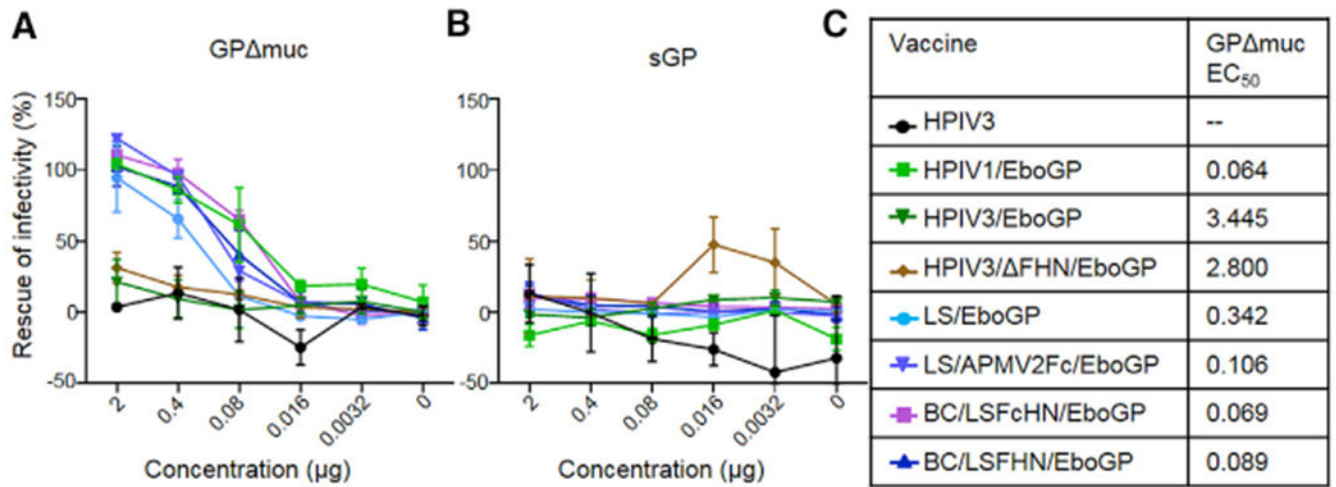 A
GPΔmuc
Rescue of infectivity (%)
150
100
50
0
-50
2
0.4
0.08
0.016
0.0032
0
Concentration (µg)
B
sGP
150
100
50
0
-50
2
0.4
0.08
0.016
0.0032
0
Concentration (µg)
C
Vaccine
GPΔmuc
EC50
HPIV3 --
HPIV1/EboGP 0.064
HPIV3/EboGP 3.445
HPIV3/ΔFHN/EboGP 2.800
LS/EboGP 0.342
LS/APMV2Fc/EboGP 0.106
BC/LSFcHN/EboGP 0.069
BC/LSFHN/EboGP 0.089